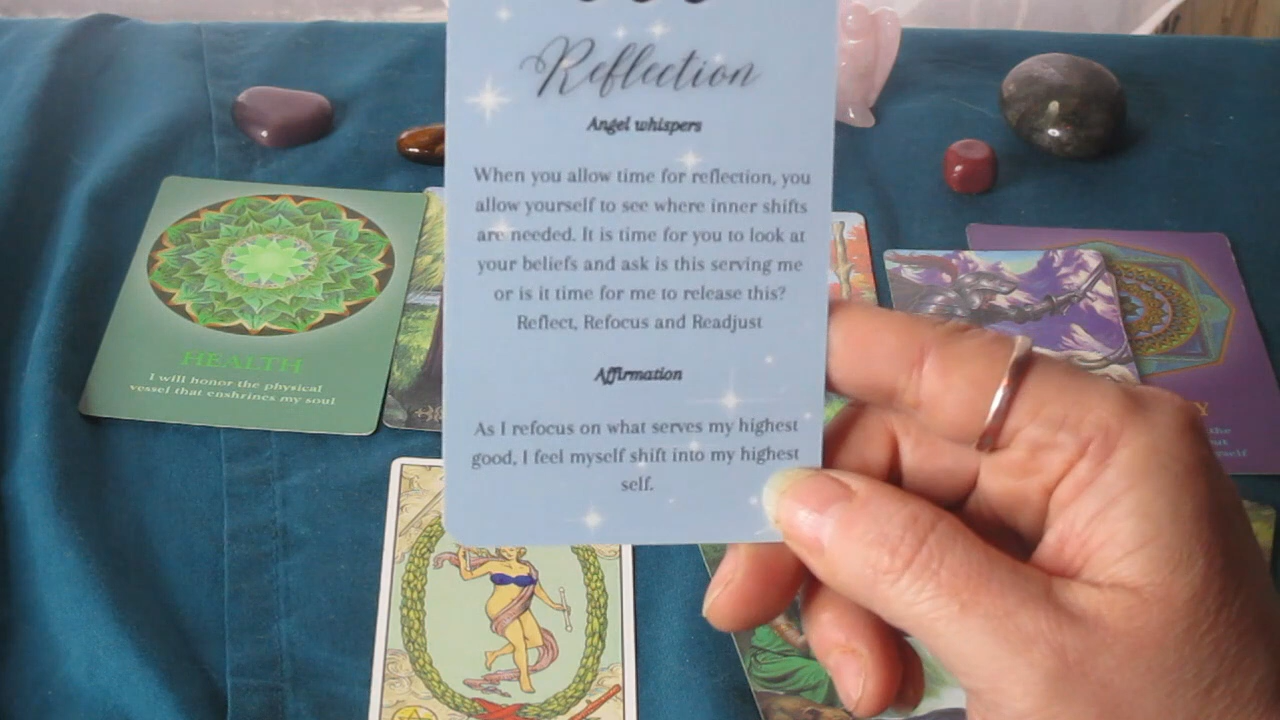 Reflection
Angel whispers
When you allow time for reflection, you
allow yourself to see where inner shifts
are needed. It is time for you to look at
your beliefs and ask is this serving me
or is it time for me to release this?
Reflect, Refocus and Readjust
Affirmation
As I refocus on what serves my highest
good, I feel myself shift into my highest
self.
HEALTH
I will honor the physical
vessel that enshrines my soul